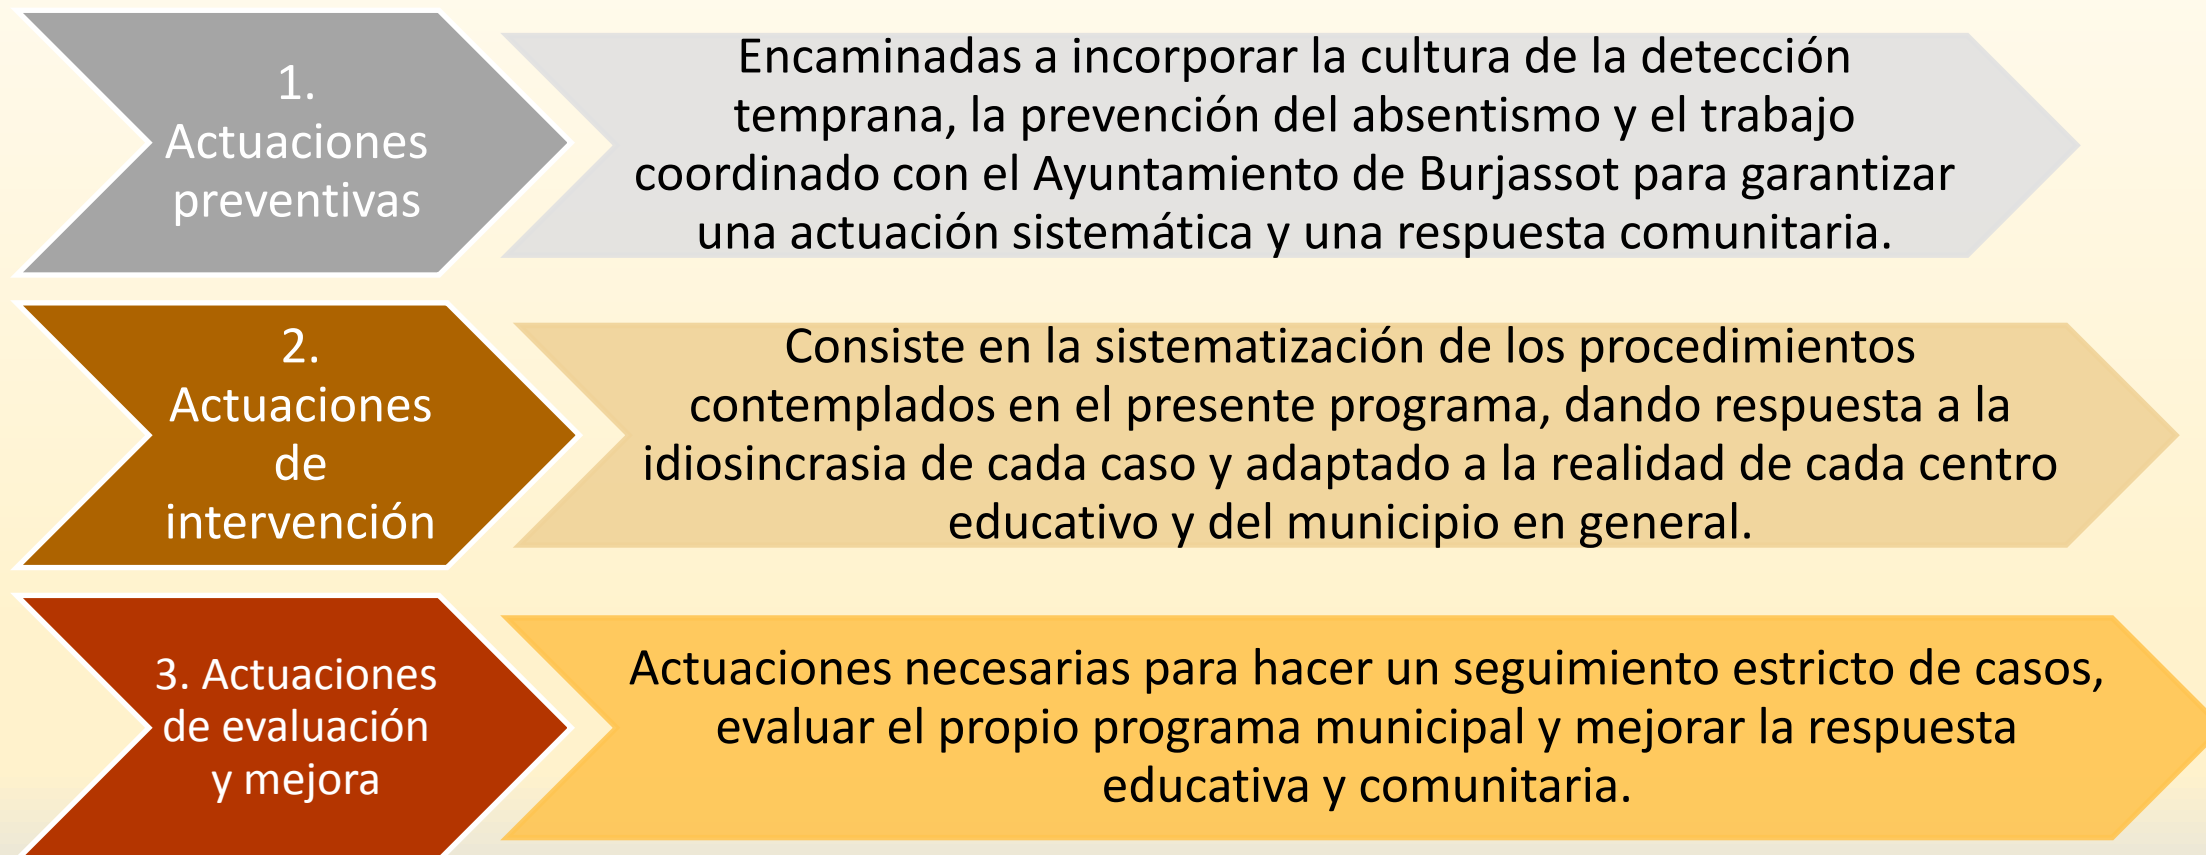 1.
Actuaciones
preventivas
Encaminadas a incorporar la cultura de la detección
temprana, la prevención del absentismo y el trabajo
coordinado con el Ayuntamiento de Burjassot para garantizar
una actuación sistemática y una respuesta comunitaria.
2.
Actuaciones
de
intervención
Consiste en la sistematización de los procedimientos
contemplados en el presente programa, dando respuesta a la
idiosincrasia de cada caso y adaptado a la realidad de cada centro
educativo y del municipio en general.
3. Actuaciones
de evaluación
y mejora
Actuaciones necesarias para hacer un seguimiento estricto de casos,
evaluar el propio programa municipal y mejorar la respuesta
educativa y comunitaria.